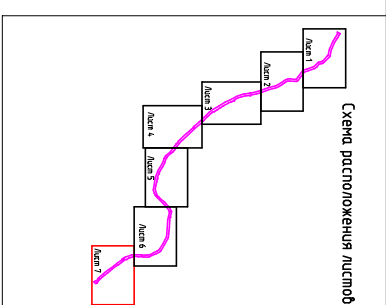 Схема расположения листов
Лист 1
Лист 2
Лист 3
Лист 4
Лист 5
Лист 6
Лист 7